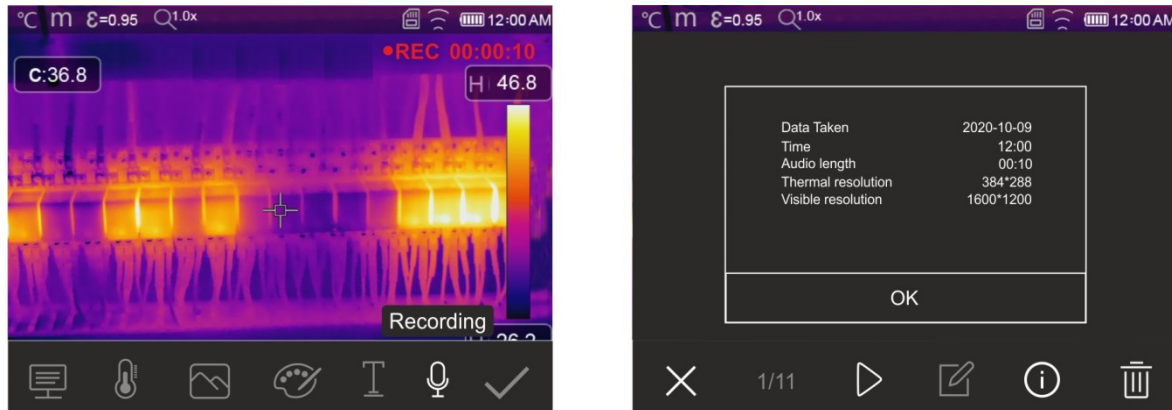 °C m ε=0.95 1.0x 12:00 AM
●REC 00:00:10
C:36.8
H 46.8
Recording
°C m ε=0.95 1.0x 12:00 AM
Data Taken 2020-10-09
Time 12:00
Audio length 00:10
Thermal resolution 384*288
Visible resolution 1600*1200
OK
1/11